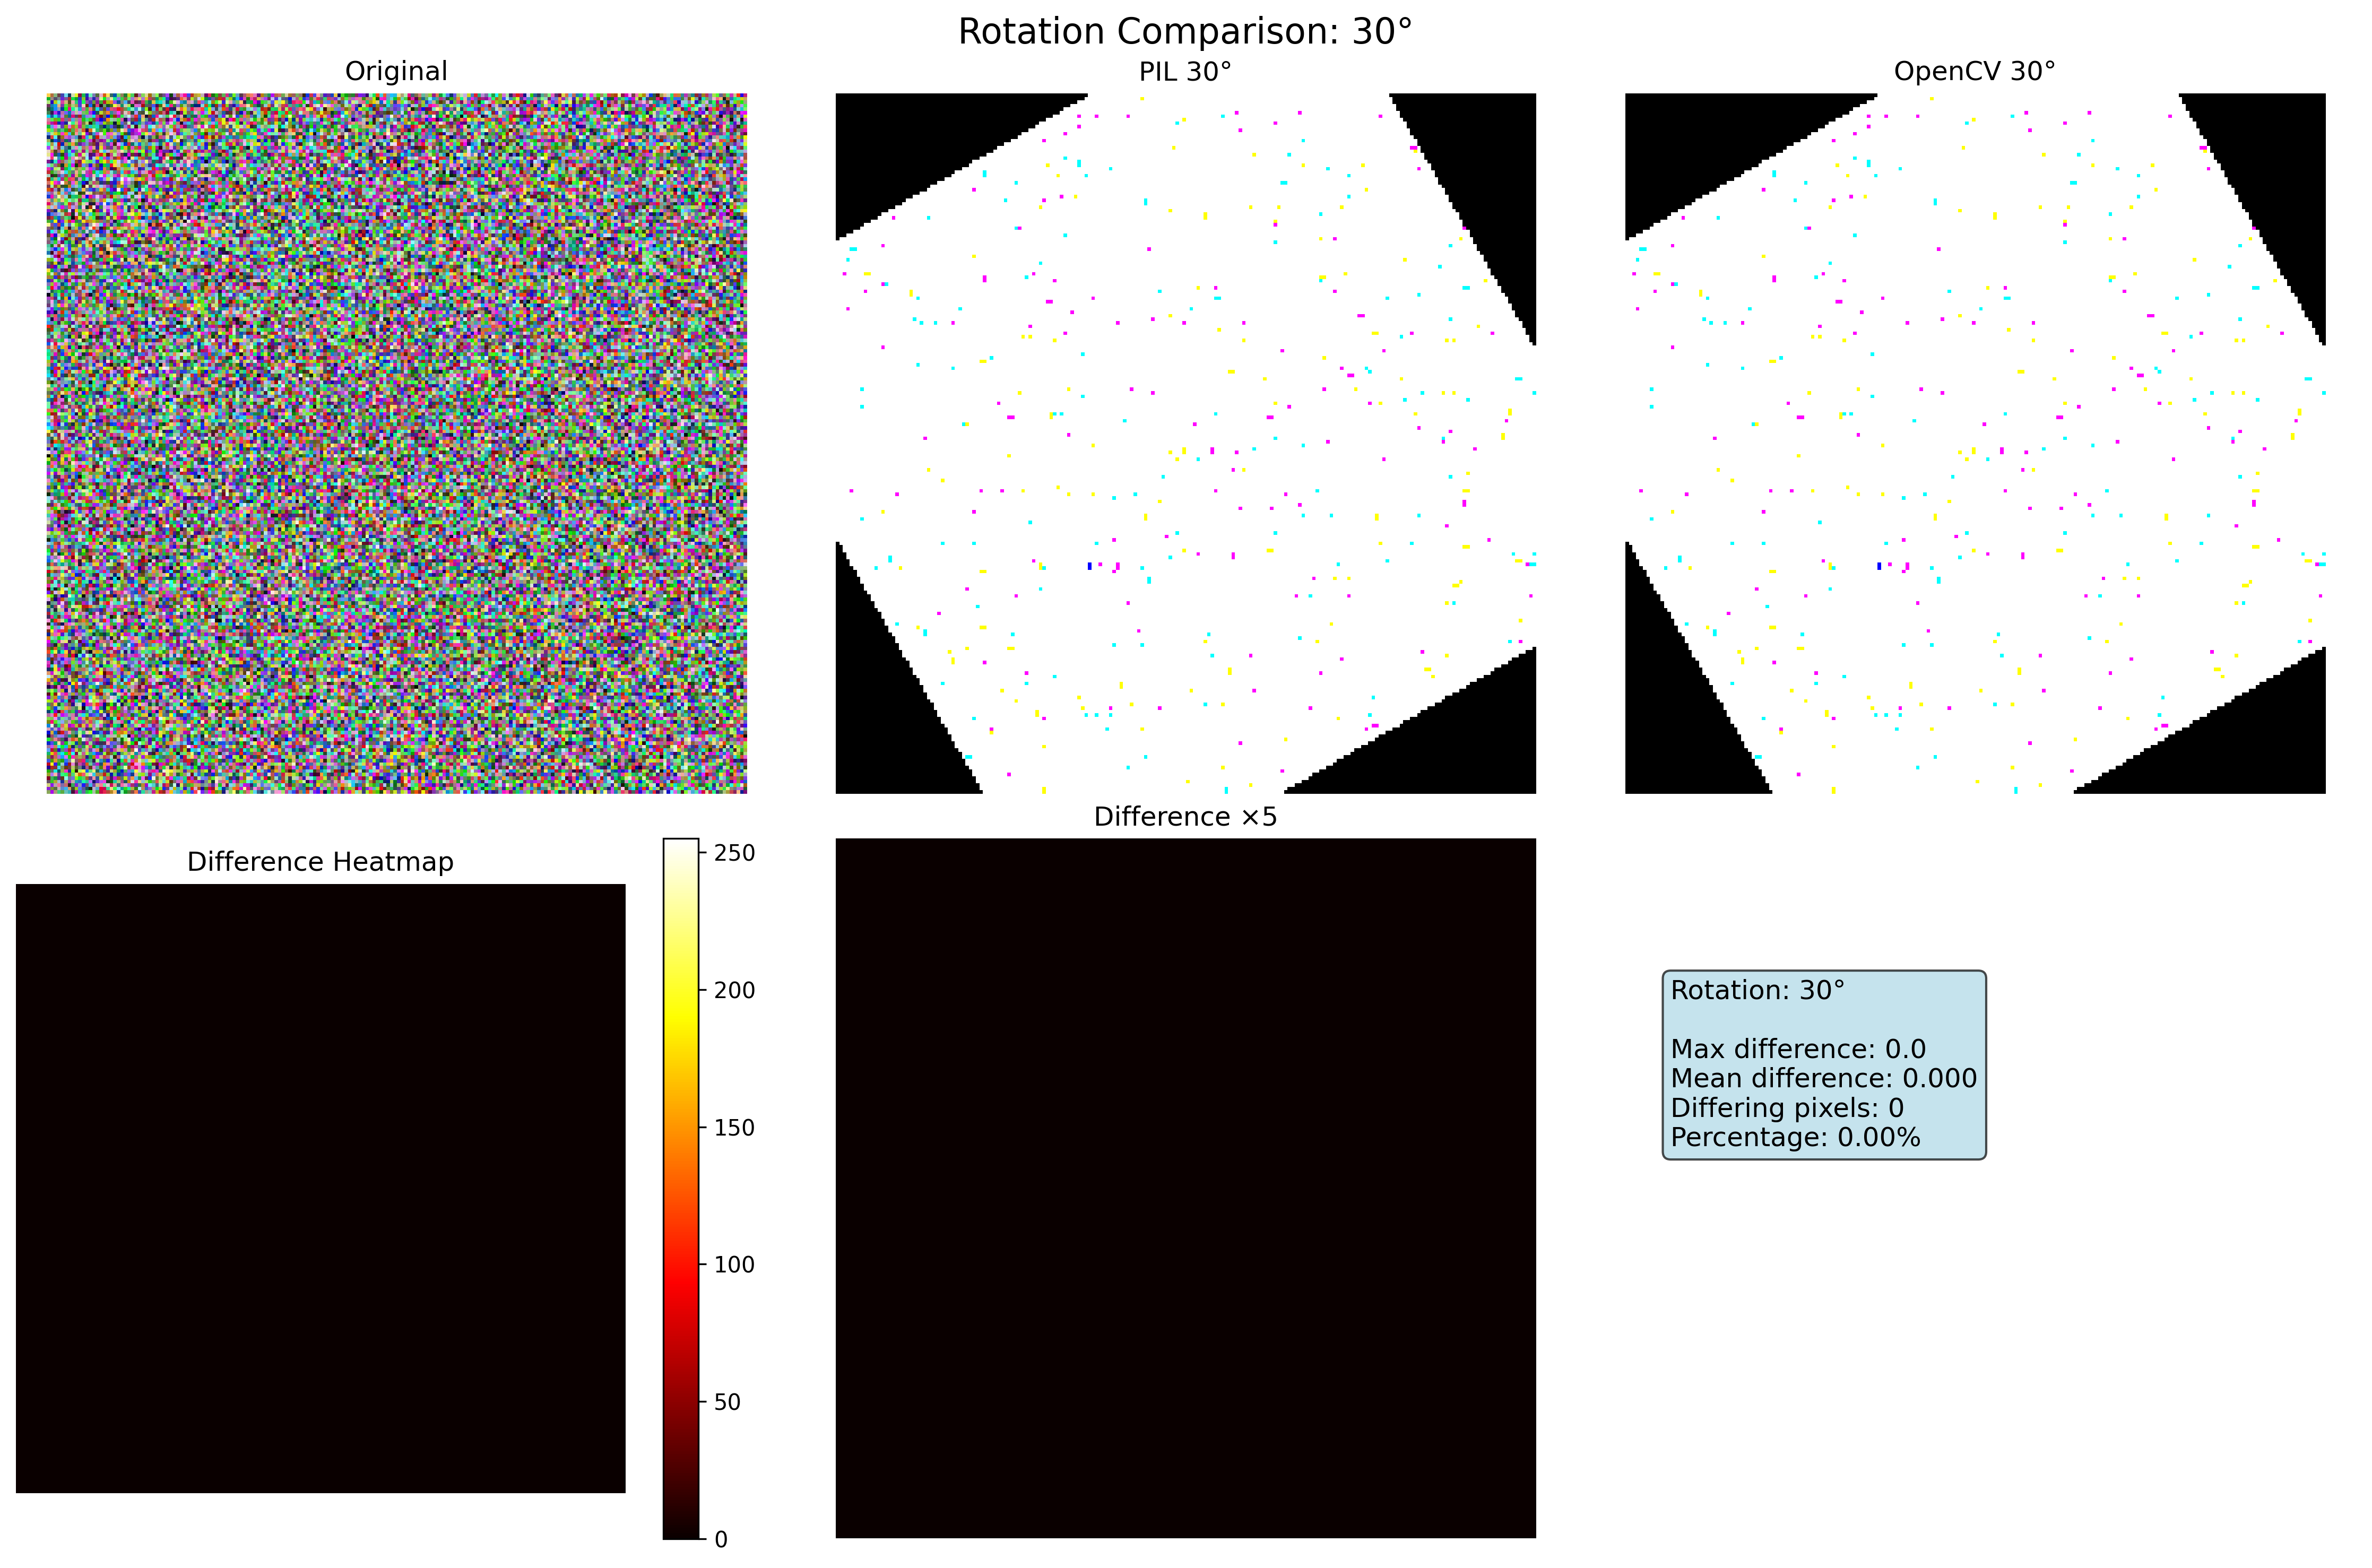 Rotation Comparison: 30°
Original
PIL 30°
OpenCV 30°
Difference Heatmap
250
200
150
100
50
0
Difference ×5
Rotation: 30°
Max difference: 0.0
Mean difference: 0.000
Differing pixels: 0
Percentage: 0.00%